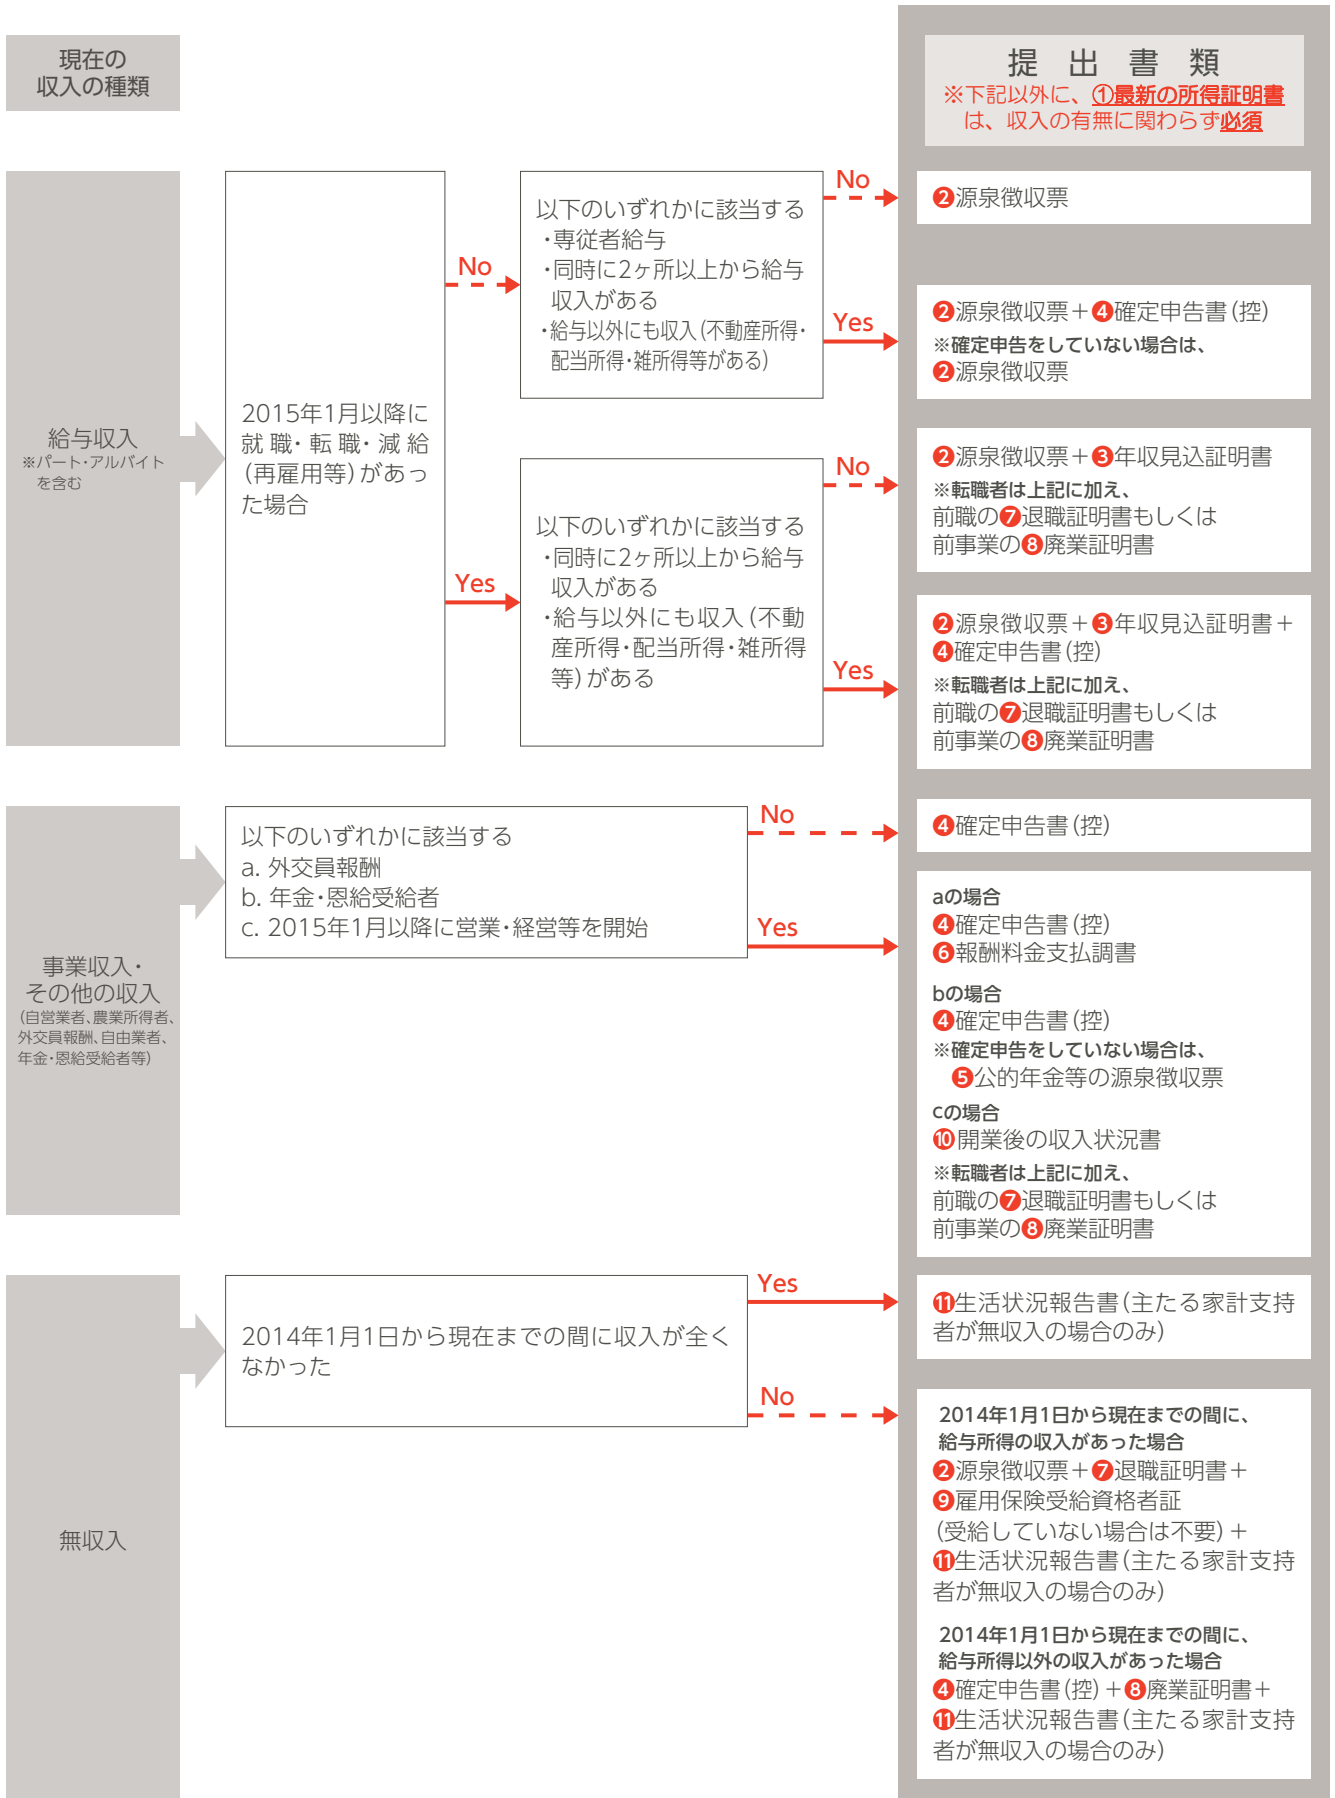 現在の
収入の種類
提出書類
※下記以外に、①最新の所得証明書
は、収入の有無に関わらず必須
給与収入
※パート・アルバイト
を含む
2015年1月以降に
就職・転職・減給
(再雇用等)があっ
た場合
No
以下のいずれかに該当する
・専従者給与
・同時に2ヶ所以上から給与
収入がある
・給与以外にも収入(不動産所得・
配当所得・雑所得等がある)
No
❷源泉徴収票
Yes
❷源泉徴収票+❹確定申告書(控)
※確定申告をしていない場合は、
❷源泉徴収票
Yes
以下のいずれかに該当する
・同時に2ヶ所以上から給与
収入がある
・給与以外にも収入(不動
産所得・配当所得・雑所得
等)がある
No
❷源泉徴収票+❸年収見込証明書
※転職者は上記に加え、
前職の❼退職証明書もしくは
前事業の❽廃業証明書
Yes
❷源泉徴収票+❸年収見込証明書+
❹確定申告書(控)
※転職者は上記に加え、
前職の❼退職証明書もしくは
前事業の❽廃業証明書
事業収入・
その他の収入
(自営業者、農業所得者、
外交員報酬、自由業者、
年金・恩給受給者等)
以下のいずれかに該当する
a. 外交員報酬
b. 年金・恩給受給者
c. 2015年1月以降に営業・経営等を開始
No
❹確定申告書(控)
Yes
aの場合
❹確定申告書(控)
❻報酬料金支払調書
bの場合
❹確定申告書(控)
※確定申告をしていない場合は、
❺公的年金等の源泉徴収票
cの場合
❿開業後の収入状況書
※転職者は上記に加え、
前職の❼退職証明書もしくは
前事業の❽廃業証明書
無収入
2014年1月1日から現在までの間に収入が全く
なかった
Yes
⓫生活状況報告書(主たる家計支持
者が無収入の場合のみ)
No
2014年1月1日から現在までの間に、
給与所得の収入があった場合
❷源泉徴収票+❼退職証明書+
❾雇用保険受給資格者証
(受給していない場合は不要)+
⓫生活状況報告書(主たる家計支持
者が無収入の場合のみ)
2014年1月1日から現在までの間に、
給与所得以外の収入があった場合
❹確定申告書(控)+❽廃業証明書+
⓫生活状況報告書(主たる家計支持
者が無収入の場合のみ)